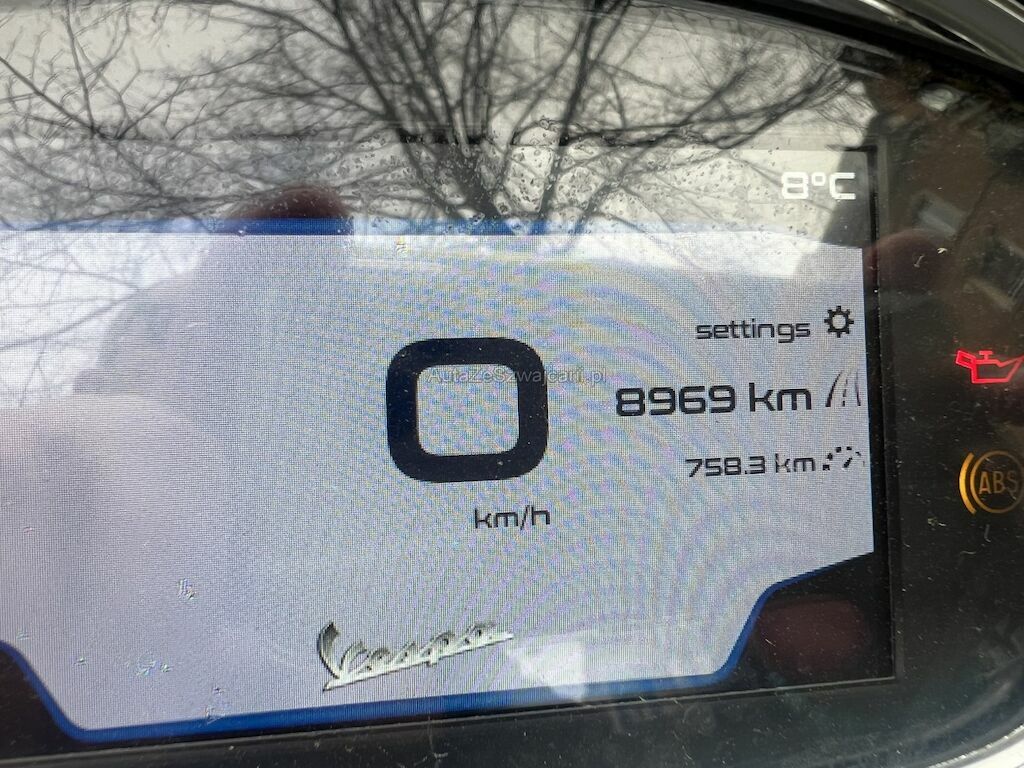 8°C
settings
8969 km
0
AutaZeSzwajcarii.pl
758.3 km
km/h
ABS
Vespa